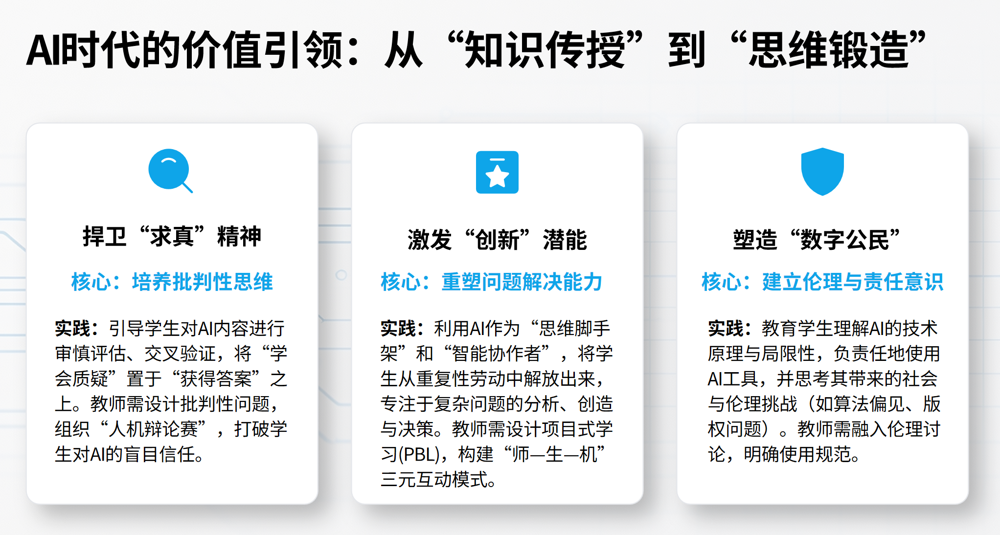 AI时代的价值引领：从“知识传授”到“思维锻造”
捍卫“求真”精神
核心：培养批判性思维
实践：引导学生对AI内容进行
审慎评估、交叉验证，将“学
会质疑”置于“获得答案”之
上。教师需设计批判性问题，
组织“人机辩论赛”，打破学
生对AI的盲目信任。
激发“创新”潜能
核心：重塑问题解决能力
实践：利用AI作为“思维脚手
架”和“智能协作者”，将学
生从重复性劳动中解放出来，
专注于复杂问题的分析、创造
与决策。教师需设计项目式学
习(PBL)，构建“师—生—机”
三元互动模式。
塑造“数字公民”
核心：建立伦理与责任意识
实践：教育学生理解AI的技术
原理与局限性，负责任地使用
AI工具，并思考其带来的社会
与伦理挑战（如算法偏见、版
权问题）。教师需融入伦理讨
论，明确使用规范。